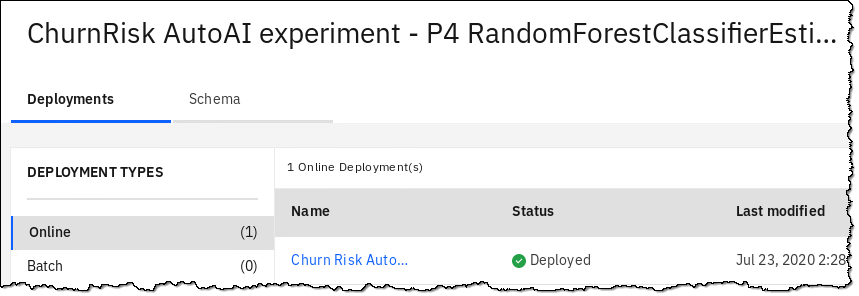 ChurnRisk AutoAI experiment - P4 RandomForestClassifierEsti...
Deployments Schema
DEPLOYMENT TYPES
1 Online Deployment(s)
Name Status Last modified
Online (1)
Churn Risk Auto... Deployed Jul 23, 2020 2:28
Batch (0)